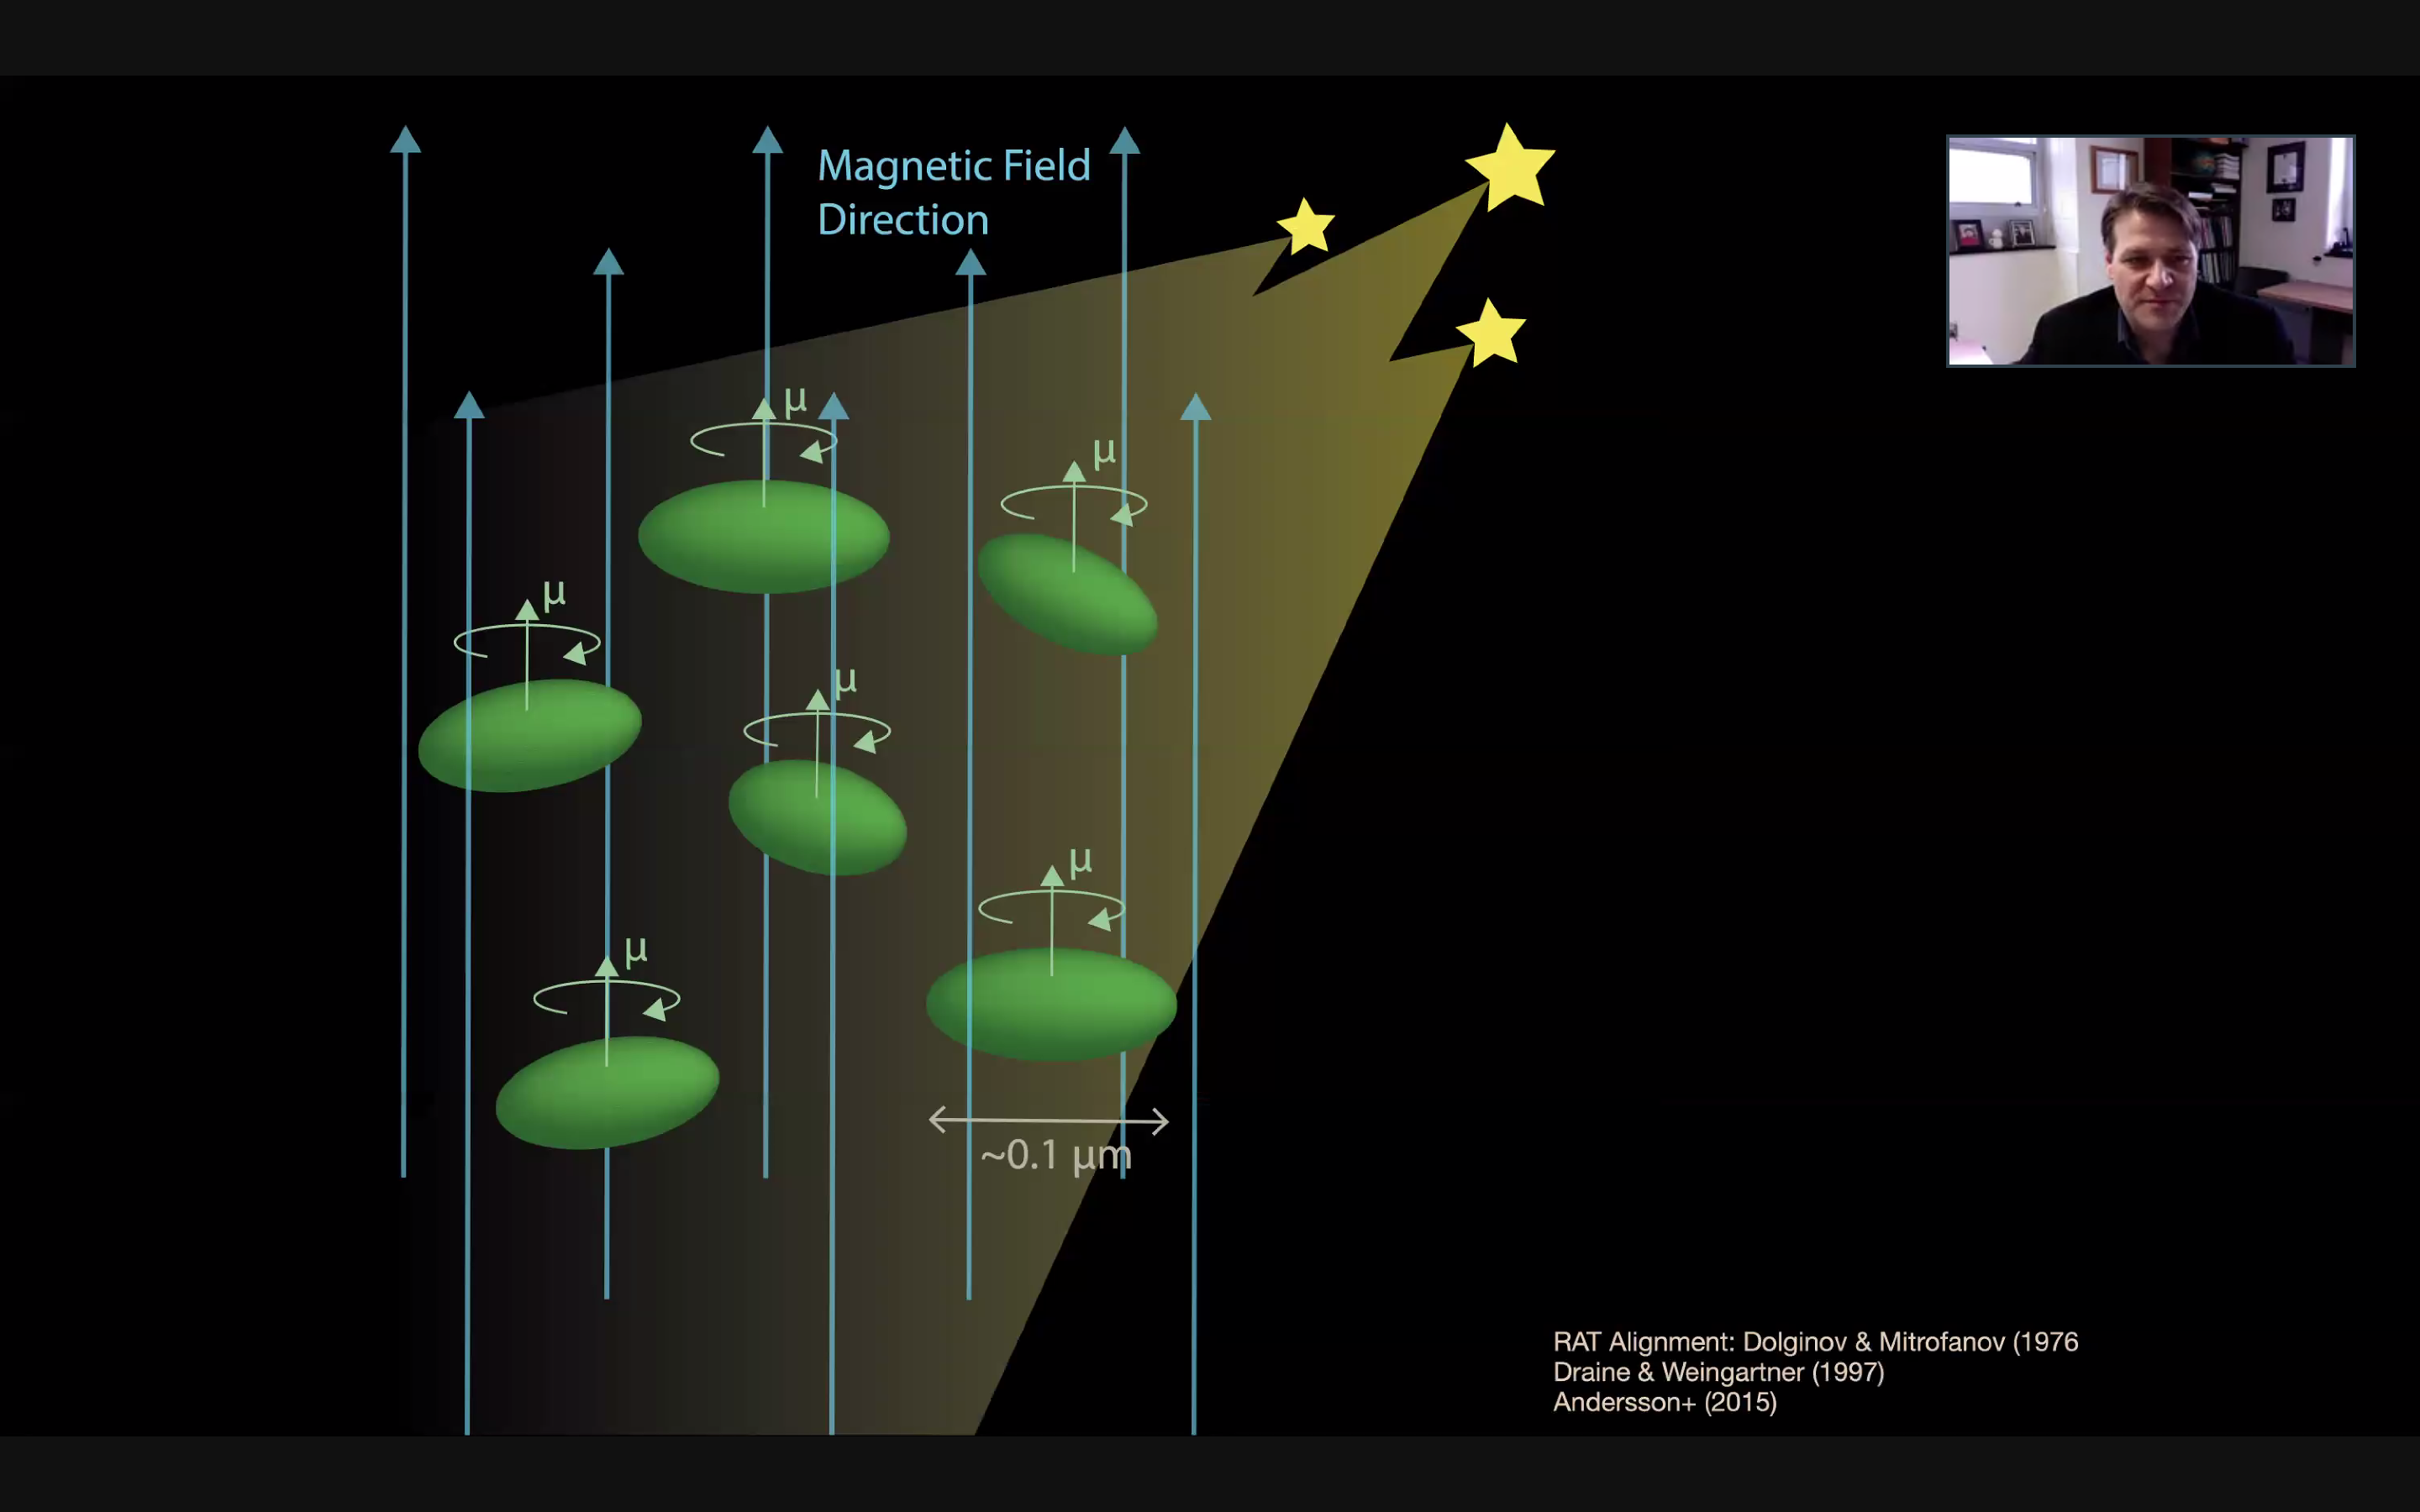 Magnetic Field
Direction
μ
μ
μ
μ
μ
μ
~0.1 μm
RAT Alignment: Dolginov & Mitrofanov (1976
Draine & Weingartner (1997)
Andersson+ (2015)